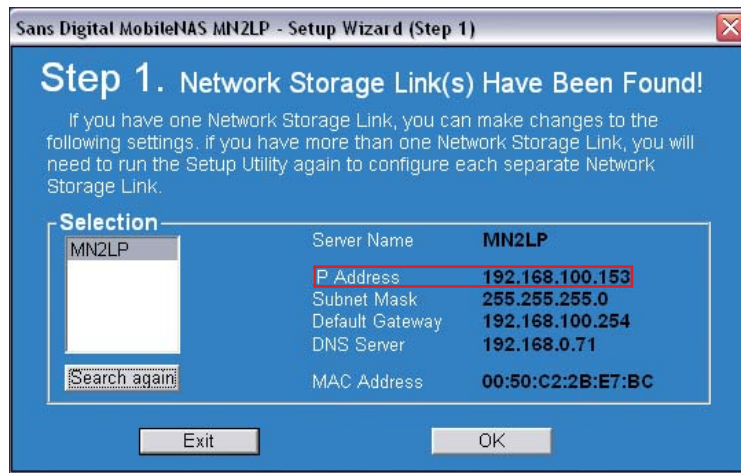 Sans Digital MobileNAS MN2LP - Setup Wizard (Step 1)
Step 1. Network Storage Link(s) Have Been Found!
If you have one Network Storage Link, you can make changes to the
following settings. if you have more than one Network Storage Link, you will
need to run the Setup Utility again to configure each separate Network
Storage Link.
Selection
MN2LP
Search again
Server Name MN2LP
IP Address 192.168.100.153
Subnet Mask 255.255.255.0
Default Gateway 192.168.100.254
DNS Server 192.168.0.71
MAC Address 00:50:C2:2B:E7:BC
Exit
OK